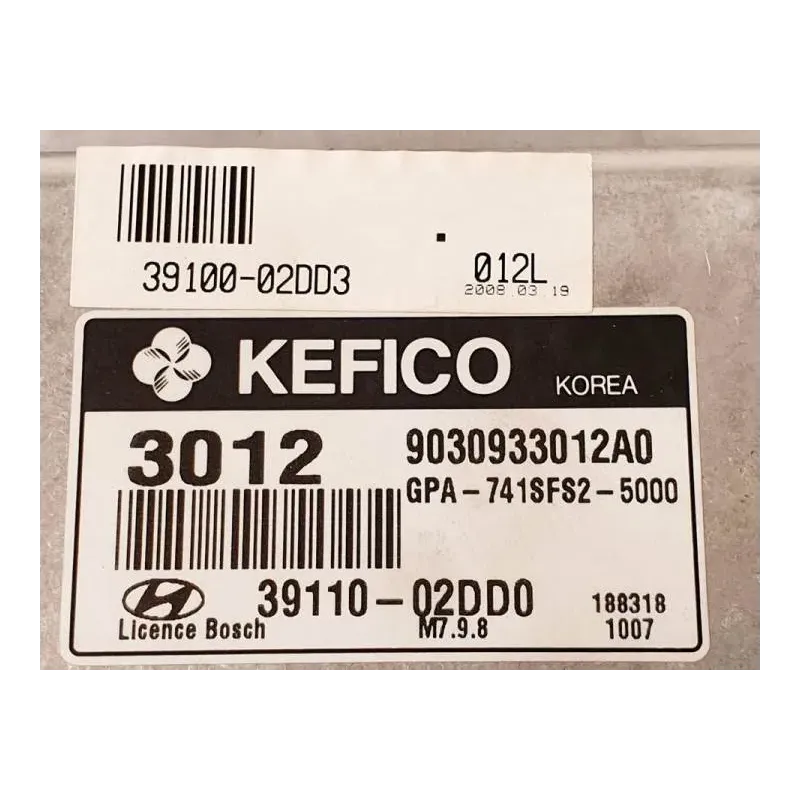 39100-02DD3
012L
2008 03 19
KEFICO KOREA
3012
9030933012A0
GPA-741SFS2-5000
39110-02DD0
188318
Licence Bosch
M7.9.8
1007